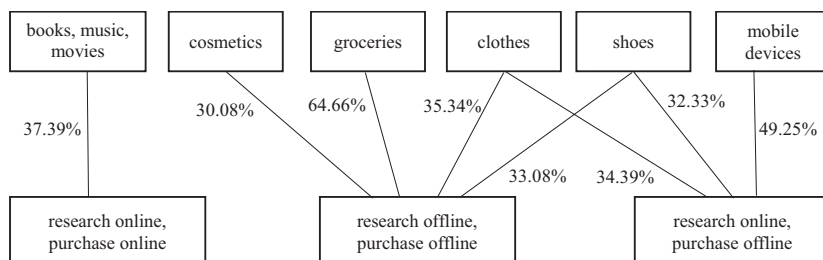 books, music,
movies
cosmetics
groceries
clothes
shoes
mobile
devices
37.39%
30.08%
64.66%
35.34%
32.33%
49.25%
33.08%
34.39%
research online,
purchase online
research offline,
purchase offline
research online,
purchase offline